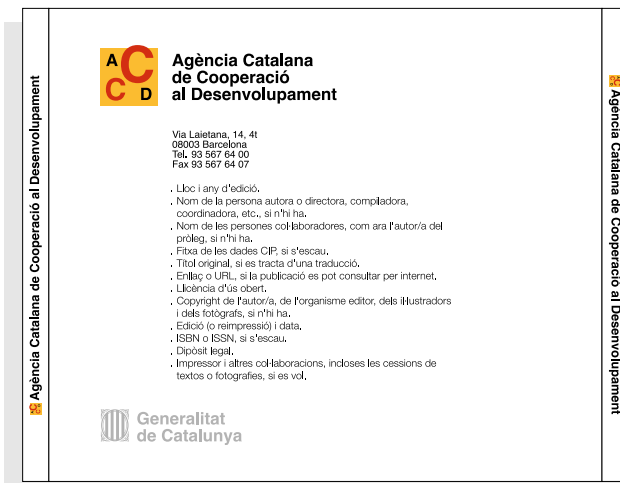 Agència Catalana de Cooperació al Desenvolupament
A C C D
Agència Catalana
de Cooperació
al Desenvolupament
Via Laietana, 14, 4t
08003 Barcelona
Tel. 93 567 64 00
Fax 93 567 64 07
. Lloc i any d'edició.
. Nom de la persona autora o directora, compiladora,
coordinadora, etc., si n'hi ha.
. Nom de les persones col·laboradores, com ara l'autor/a del
pròleg, si n'hi ha.
. Fitxa de les dades CIP, si s'escau.
. Títol original, si es tracta d'una traducció.
. Enllaç o URL, si la publicació es pot consultar per internet.
. Llicència d'ús obert.
. Copyright de l'autor/a, de l'organisme editor, dels il·lustradors
i dels fotògrafs, si n'hi ha.
. Edició (o reimpressió) i data.
. ISBN o ISSN, si s'escau.
. Dipòsit legal.
. Impressor i altres col·laboracions, incloses les cessions de
textos o fotografies, si es vol.
Generalitat
de Catalunya
Agència Catalana de Cooperació al Desenvolupament